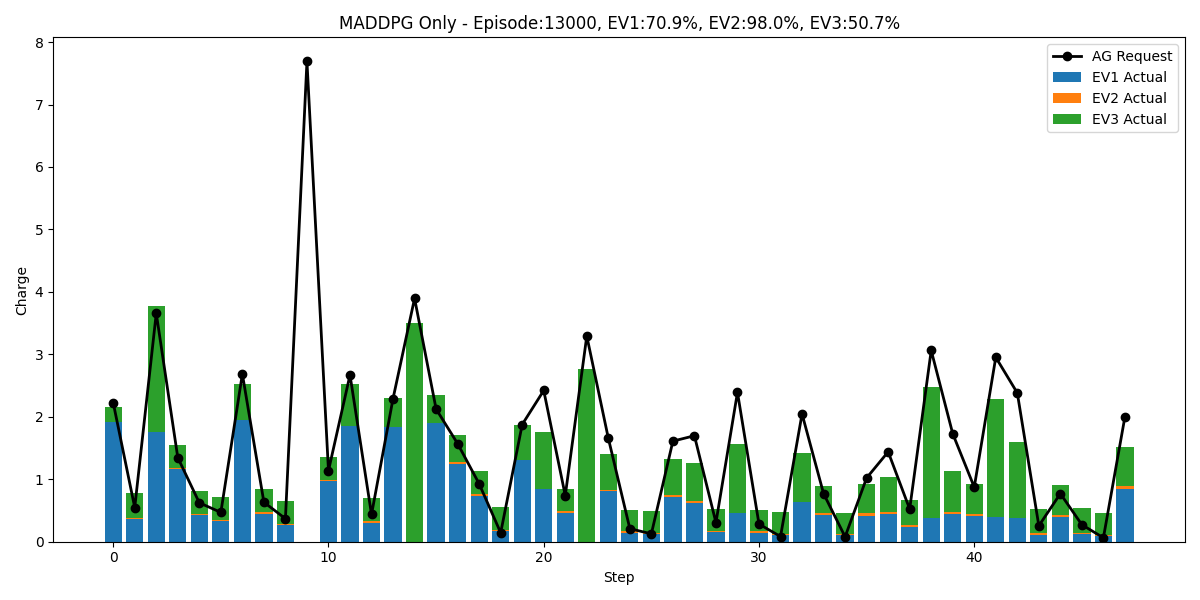 MADDPG Only - Episode:13000, EV1:70.9%, EV2:98.0%, EV3:50.7%
AG Request
EV1 Actual
EV2 Actual
EV3 Actual
Charge
8
7
6
5
4
3
2
1
0
0 10 20 30 40
Step